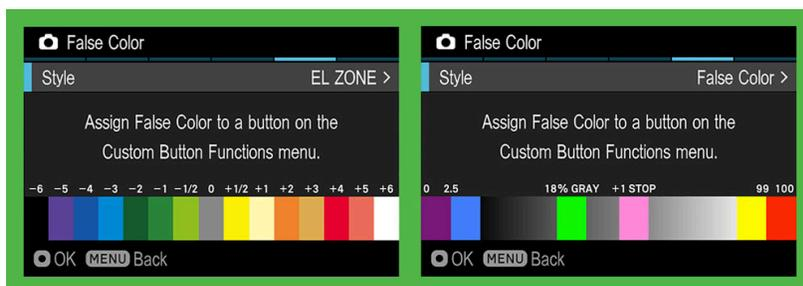 False Color
Style EL ZONE >
Assign False Color to a button on the
Custom Button Functions menu.
-6 -5 -4 -3 -2 -1 -1/2 0 +1/2 +1 +2 +3 +4 +5 +6
OK MENU Back
False Color
Style False Color >
Assign False Color to a button on the
Custom Button Functions menu.
0 2.5 18% GRAY +1 STOP 99 100
OK MENU Back